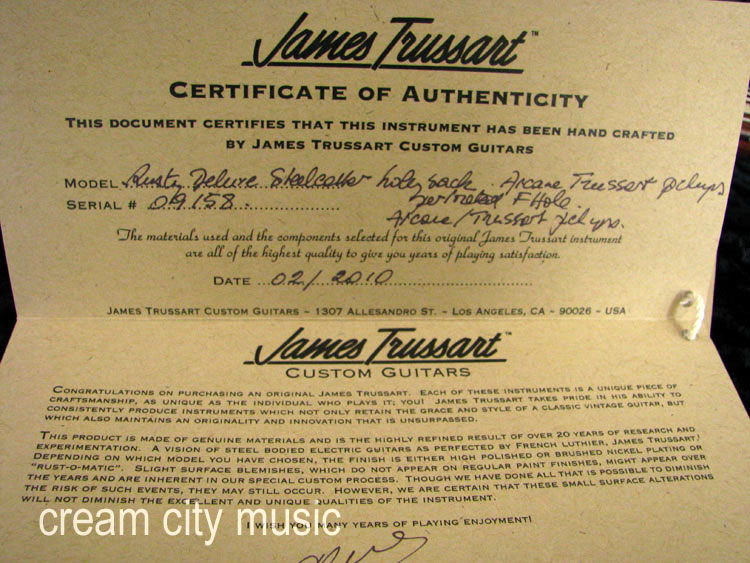 James Trussart™
CERTIFICATE OF AUTHENTICITY
THIS DOCUMENT CERTIFIES THAT THIS INSTRUMENT HAS BEEN HAND CRAFTED
BY JAMES TRUSSART CUSTOM GUITARS
MODEL Rusty Deluxe Steelcaster holey back. Arcane Trussart pickups
SERIAL # 09158. F Hole.
Arcane/Trussart pickups.
The materials used and the components selected for this original James Trussart instrument
are all of the highest quality to give you years of playing satisfaction.
DATE 02/2010
JAMES TRUSSART CUSTOM GUITARS ~ 1307 ALLESANDRO ST. ~ LOS ANGELES, CA ~ 90026 ~ USA
James Trussart™
CUSTOM GUITARS
CONGRATULATIONS ON PURCHASING AN ORIGINAL JAMES TRUSSART. EACH OF THESE INSTRUMENTS IS A UNIQUE PIECE OF
CRAFTSMANSHIP, AS UNIQUE AS THE INDIVIDUAL WHO PLAYS IT; YOU! JAMES TRUSSART TAKES PRIDE IN HIS ABILITY TO
CONSISTENTLY PRODUCE INSTRUMENTS WHICH NOT ONLY RETAIN THE GRACE AND STYLE OF A CLASSIC VINTAGE GUITAR, BUT
WHICH ALSO MAINTAINS AN ORIGINALITY AND INNOVATION THAT IS UNSURPASSED.
THIS PRODUCT IS MADE OF GENUINE MATERIALS AND IS THE HIGHLY REFINED RESULT OF OVER 20 YEARS OF RESEARCH AND
EXPERIMENTATION. A VISION OF STEEL BODIED ELECTRIC GUITARS AS PERFECTED BY FRENCH LUTHIER, JAMES TRUSSART/
DEPENDING ON WHICH MODEL YOU HAVE CHOSEN, THE FINISH IS EITHER HIGH POLISHED OR BRUSHED NICKEL PLATING OR
"RUST-O-MATIC". SLIGHT SURFACE BLEMISHES, WHICH DO NOT APPEAR ON REGULAR PAINT FINISHES, MIGHT APPEAR OVER
THE YEARS AND ARE INHERENT IN OUR SPECIAL CUSTOM PROCESS. THOUGH WE HAVE DONE ALL THAT IS POSSIBLE TO DIMINISH
THE RISK OF SUCH EVENTS, THEY MAY STILL OCCUR. HOWEVER, WE ARE CERTAIN THAT THESE SMALL SURFACE ALTERATIONS
WILL NOT DIMINISH THE EXCELLENT AND UNIQUE QUALITIES OF THE INSTRUMENT.
I WISH YOU MANY YEARS OF PLAYING ENJOYMENT!
cream city music